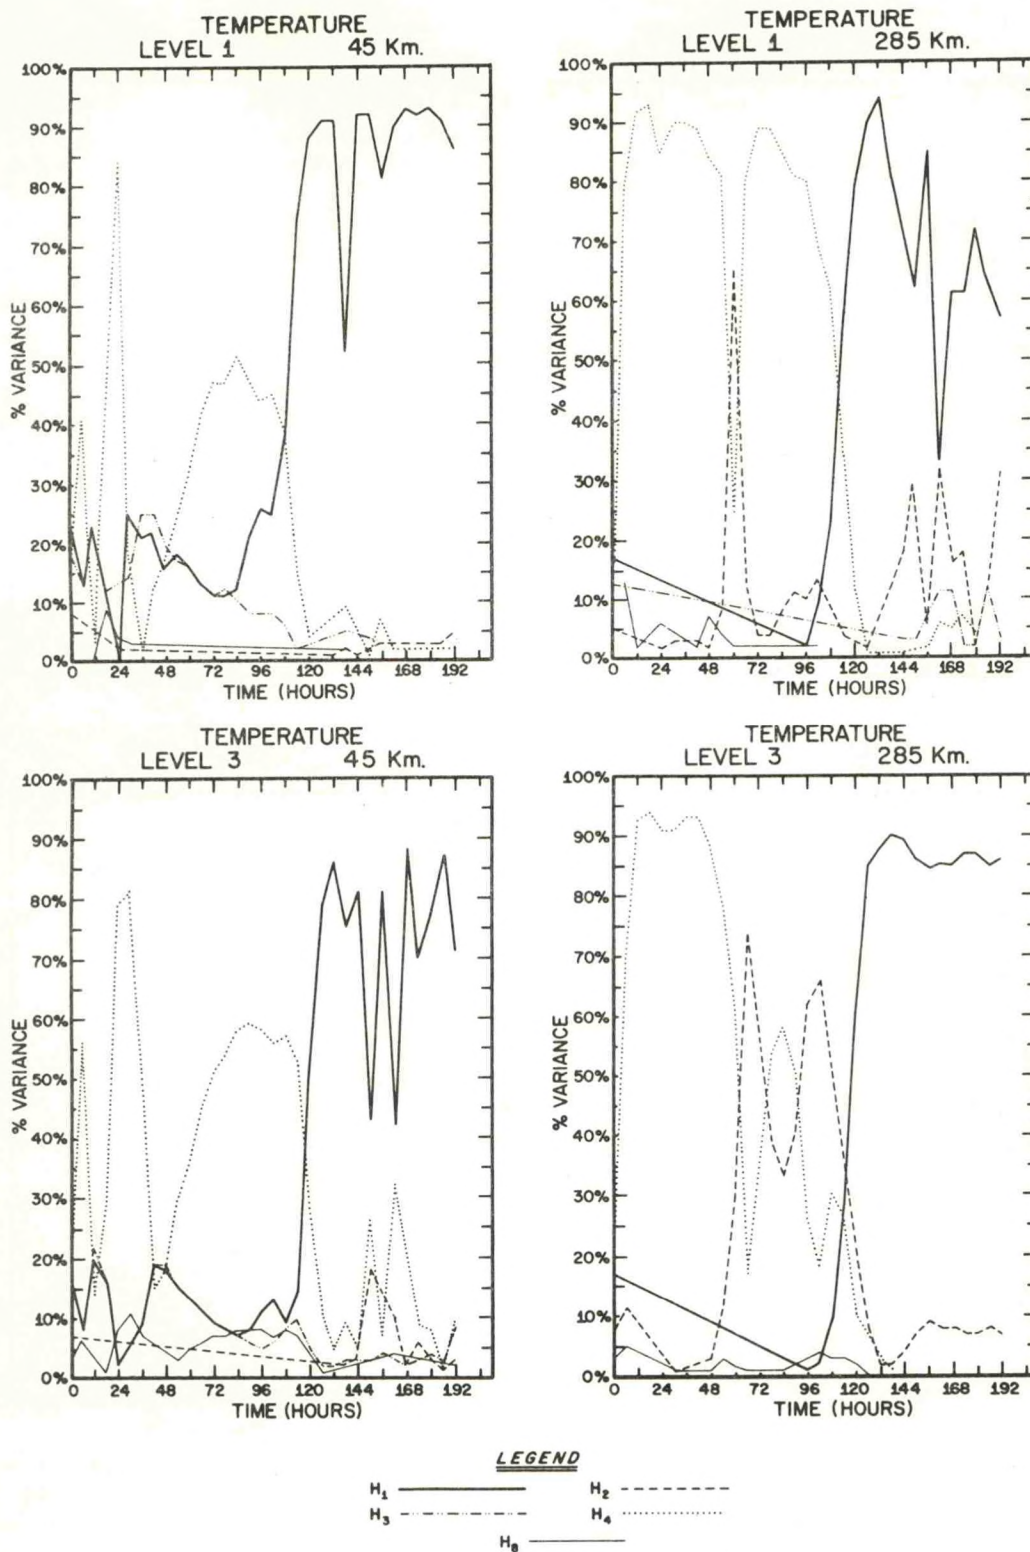 TEMPERATURE
LEVEL 1 45 Km.
100%
90%
80%
70%
60%
50%
40%
30%
20%
10%
0%
% VARIANCE
0 24 48 72 96 120 144 168 192
TIME (HOURS)
TEMPERATURE
LEVEL 1 285 Km.
100%
90%
80%
70%
60%
50%
40%
30%
20%
10%
0%
% VARIANCE
0 24 48 72 96 120 144 168 192
TIME (HOURS)
TEMPERATURE
LEVEL 3 45 Km.
100%
90%
80%
70%
60%
50%
40%
30%
20%
10%
0%
% VARIANCE
0 24 48 72 96 120 144 168 192
TIME (HOURS)
TEMPERATURE
LEVEL 3 285 Km.
100%
90%
80%
70%
60%
50%
40%
30%
20%
10%
0%
% VARIANCE
0 24 48 72 96 120 144 168 192
TIME (HOURS)
LEGEND
H₁ H₂
H₃ H₄
H₈